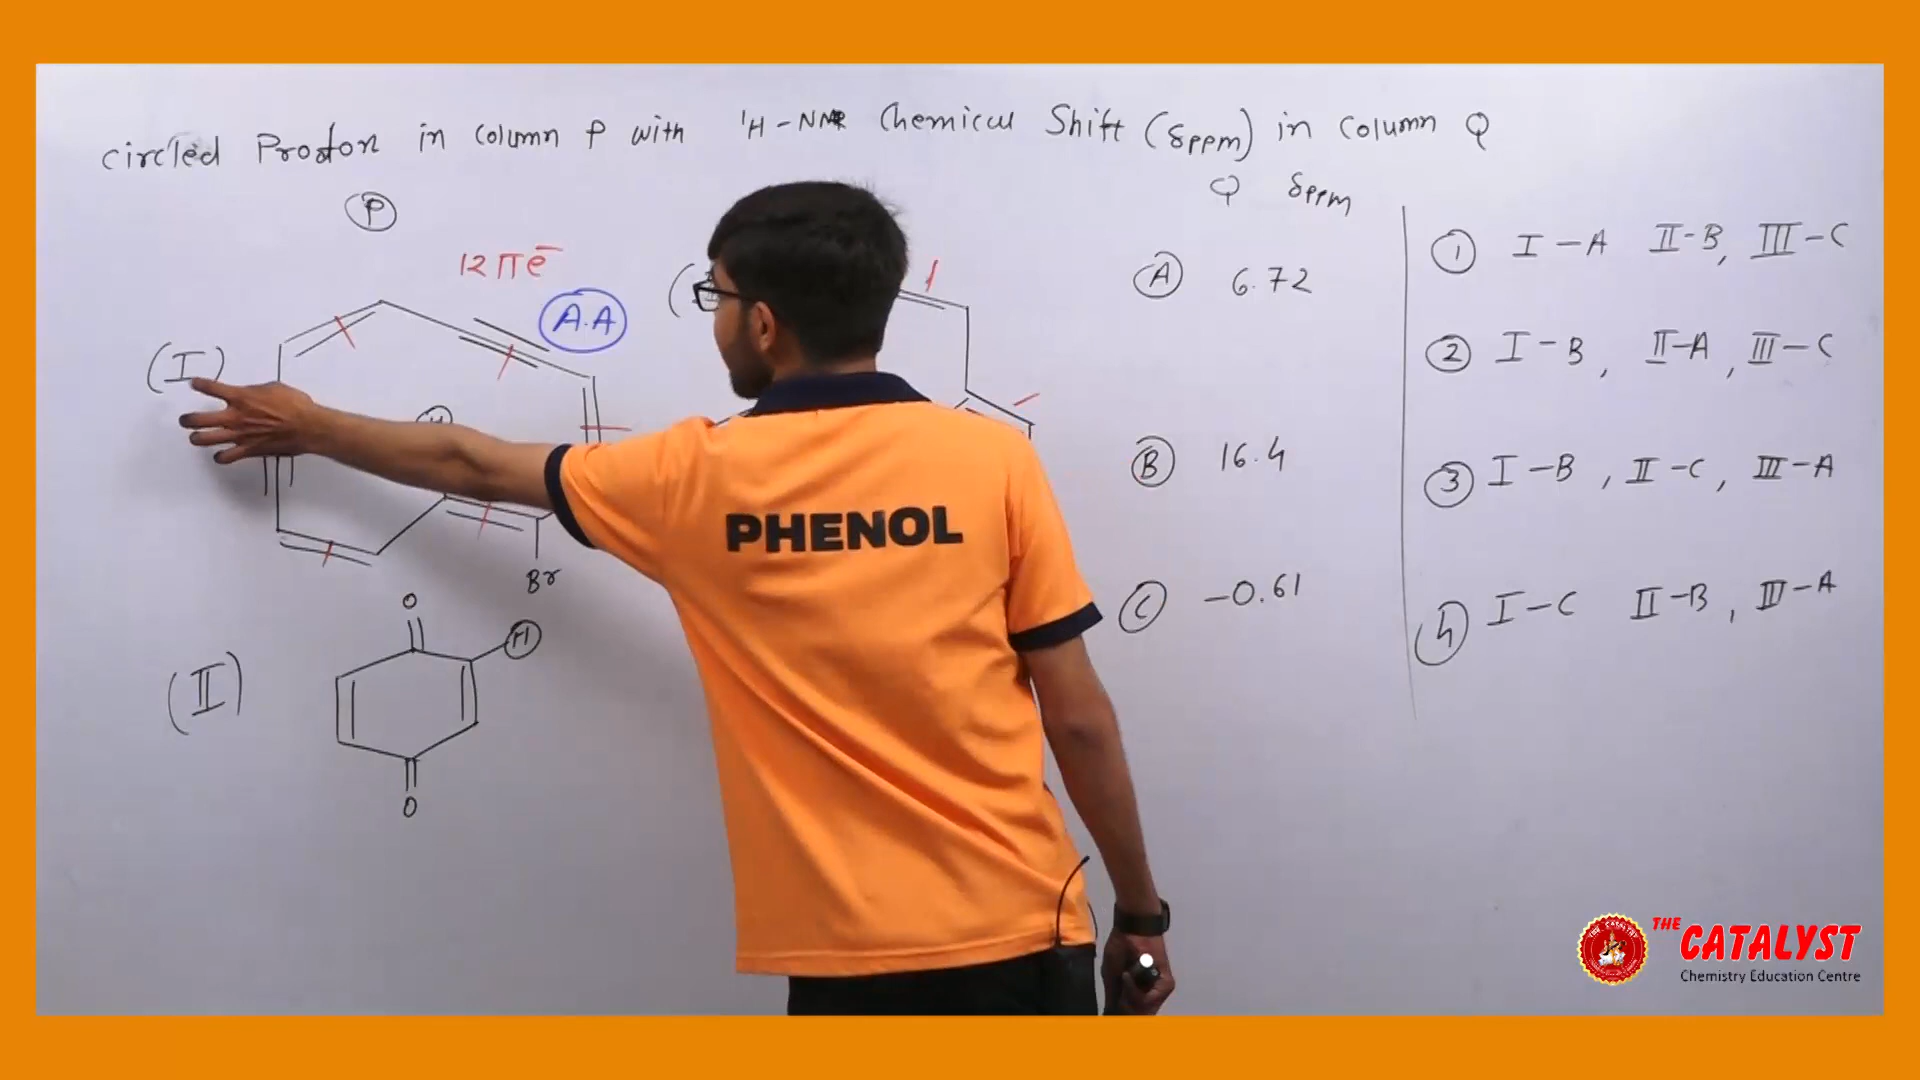 circled Proton in column P with ¹H-NMR Chemical Shift (δppm) in column Q
P
Q δppm
12πe⁻
A.A
(I)
H
Br
A 6.72
B 16.4
C -0.61
1 I-A II-B, III-C
2 I-B, II-A, III-C
3 I-B, II-C, III-A
4 I-C II-B, III-A
PHENOL
(II)
O
H
O
THE CATALYST
Chemistry Education Centre